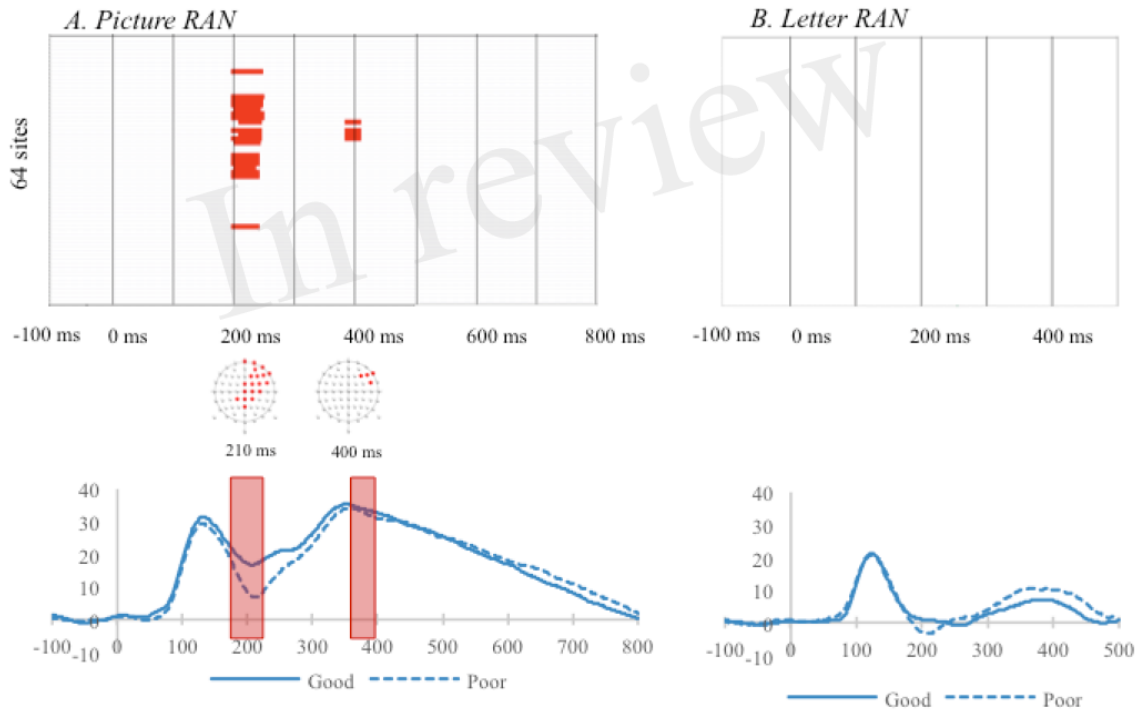 A. Picture RAN
B. Letter RAN
In review
64 sites
-100 ms 0 ms 200 ms 400 ms 600 ms 800 ms
-100 ms 0 ms 200 ms 400 ms
210 ms 400 ms
40
30
20
10
0
-10
-100 0 100 200 300 400 500 600 700 800
Good Poor
40
30
20
10
0
-10
-100 0 100 200 300 400 500
Good Poor